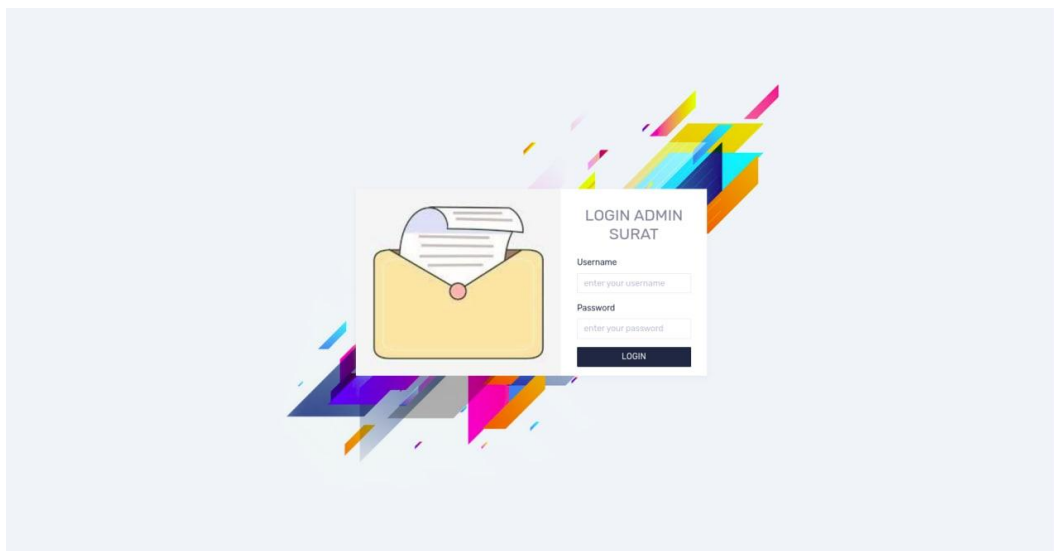 LOGIN ADMIN
SURAT
Username
enter your username
Password
enter your password
LOGIN